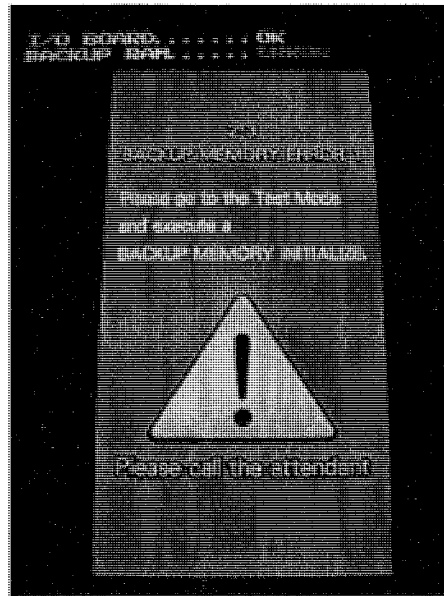 I/O BOARD....... OK
BACKUP RAM.....
BACKUP MEMORY ERROR
Please go to the Test Mode
and execute a
BACKUP MEMORY INITIALIZE.
Please call the attendant